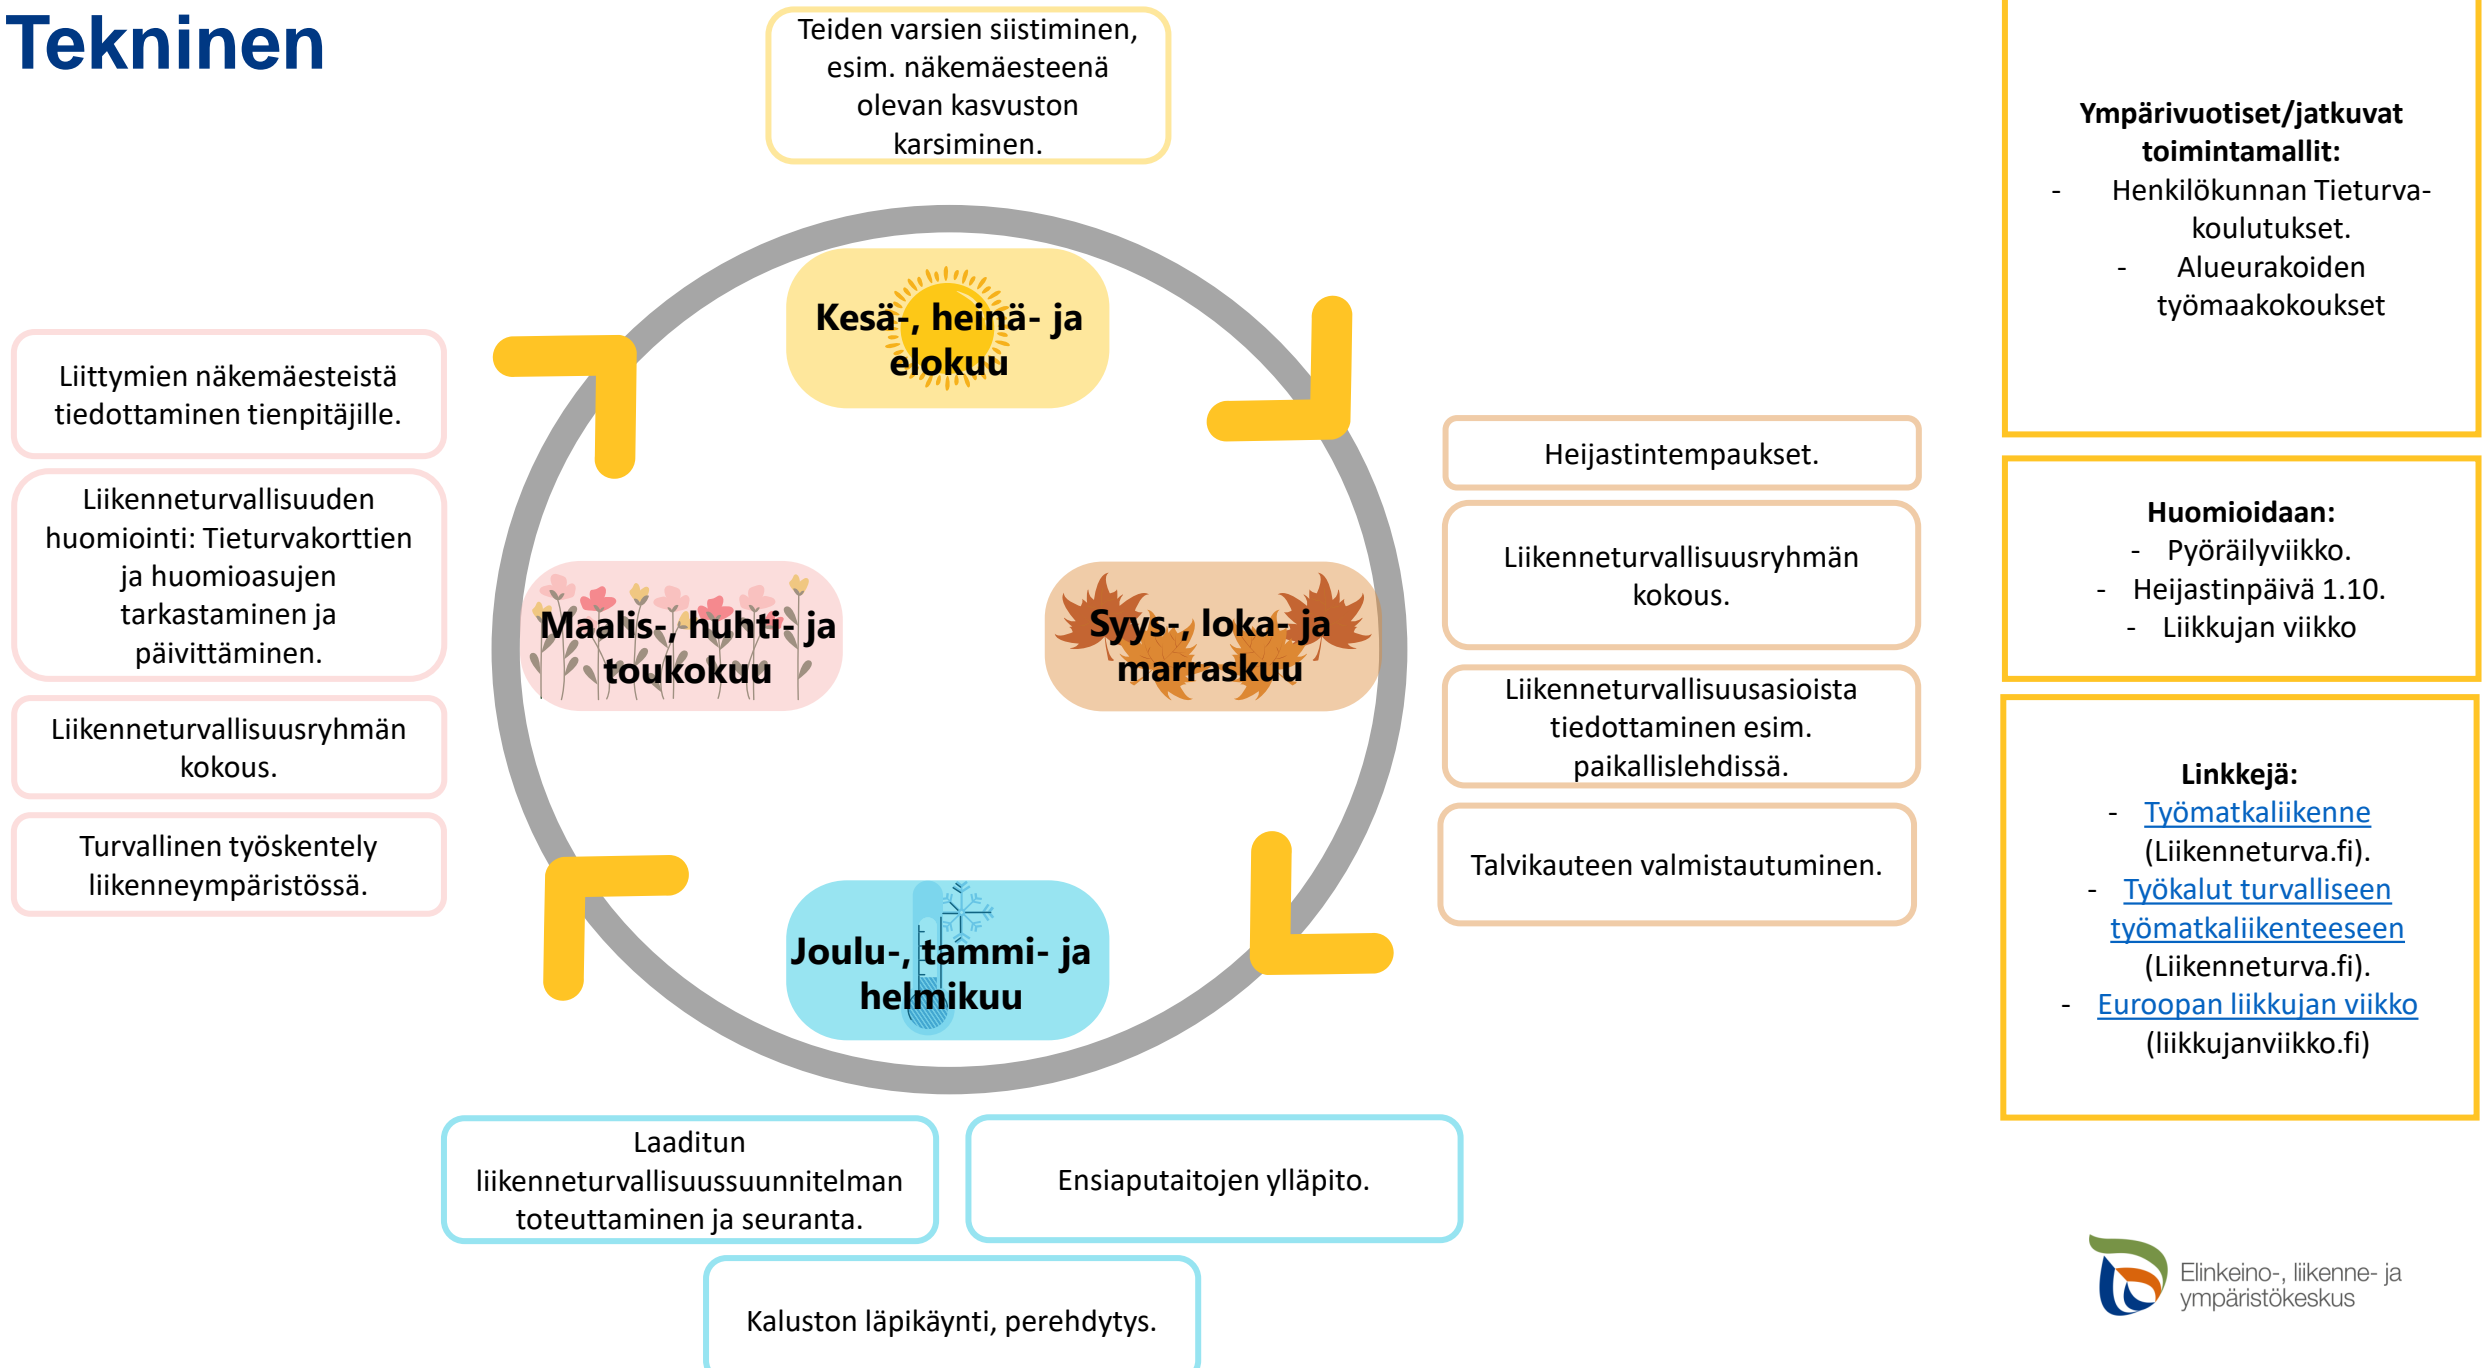 Tekninen
Teiden varsien siistiminen,
esim. näkemäesteenä
olevan kasvuston
karsiminen.
Kesä-, heinä- ja
elokuu
Liittymien näkemäesteistä
tiedottaminen tienpitäjille.
Liikenneturvallisuuden
huomiointi: Tieturvakorttien
ja huomioasujen
tarkastaminen ja
päivittäminen.
Liikenneturvallisuusryhmän
kokous.
Turvallinen työskentely
liikenneympäristössä.
Maalis-, huhti- ja
toukokuu
Syys-, loka- ja
marraskuu
Heijastintempaukset.
Liikenneturvallisuusryhmän
kokous.
Liikenneturvallisuusasioista
tiedottaminen esim.
paikallislehdissä.
Talvikauteen valmistautuminen.
Joulu-, tammi- ja
helmikuu
Laaditun
liikenneturvallisuussuunnitelman
toteuttaminen ja seuranta.
Ensiaputaitojen ylläpito.
Kaluston läpikäynti, perehdytys.
Ympärivuotiset/jatkuvat
toimintamallit:
- Henkilökunnan Tieturva-
koulutukset.
- Alueurakoiden
työmaakokoukset
Huomioidaan:
- Pyöräilyviikko.
- Heijastinpäivä 1.10.
- Liikkujan viikko
Linkkejä:
- Työmatkaliikenne
(Liikenneturva.fi).
- Työkalut turvalliseen
työmatkaliikenteeseen
(Liikenneturva.fi).
- Euroopan liikkujan viikko
(liikkujanviikko.fi)
Elinkeino-, liikenne- ja
ympäristökeskus